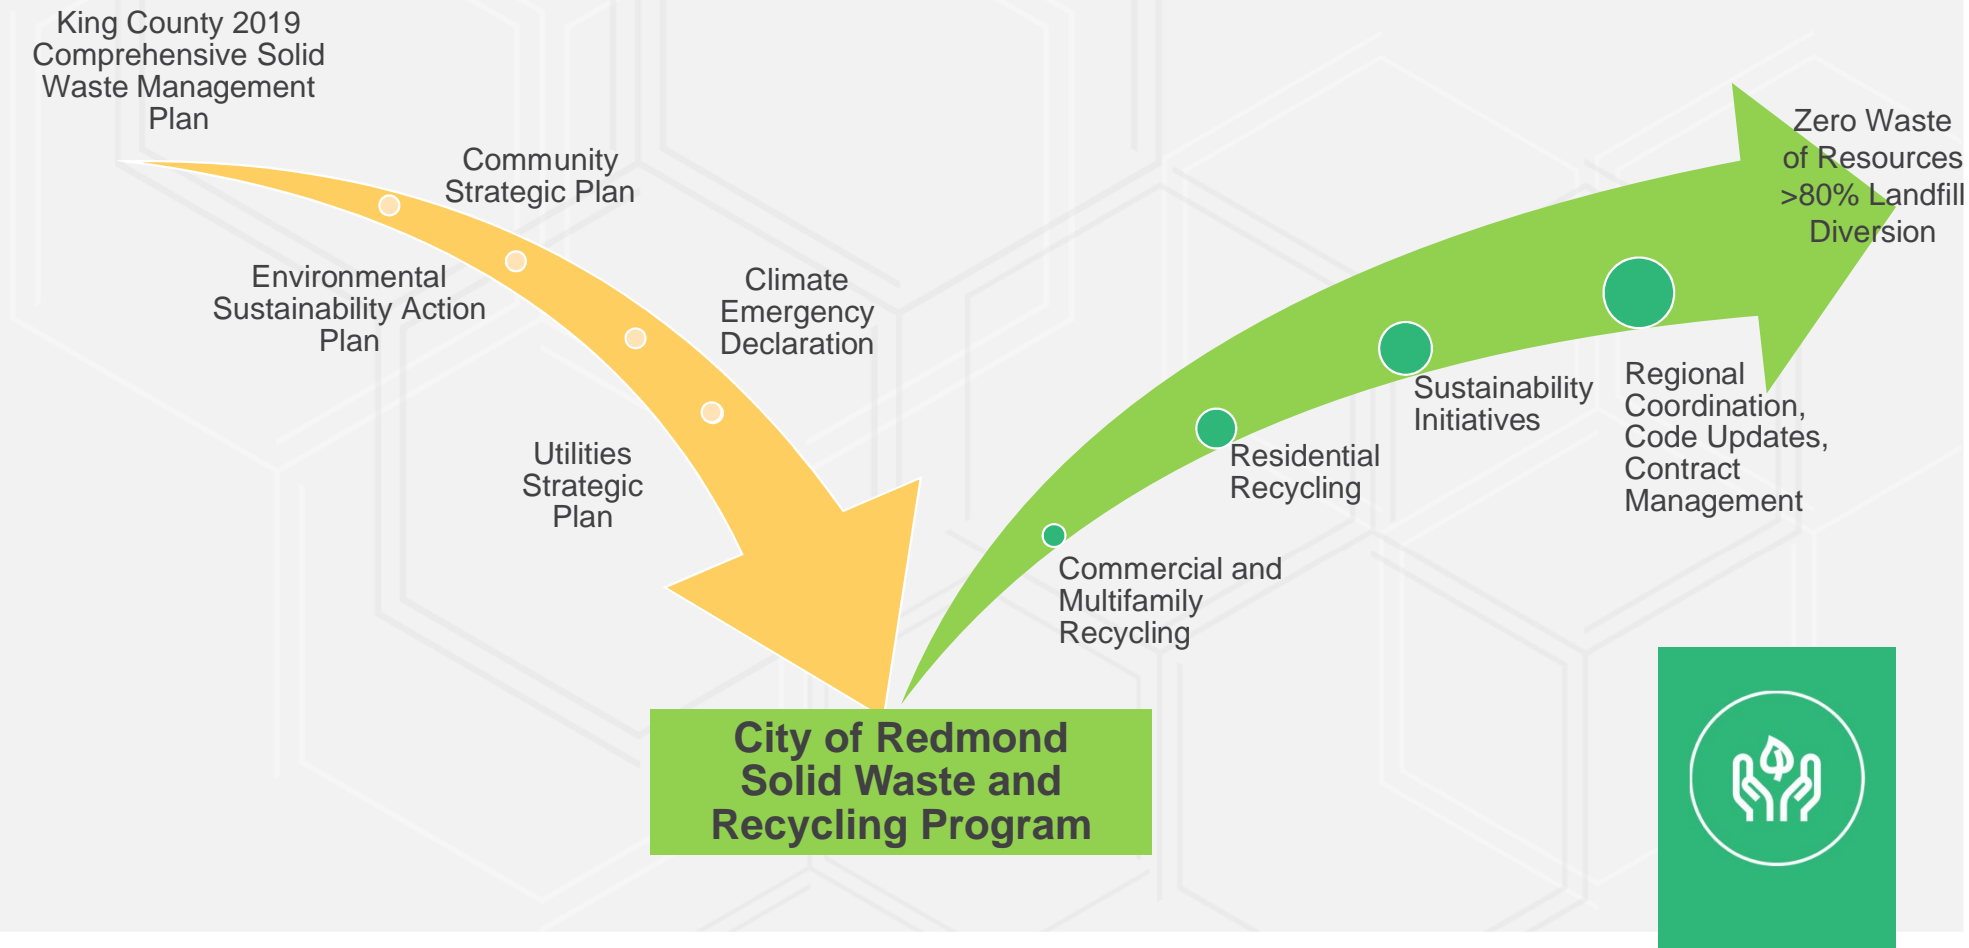 King County 2019
Comprehensive Solid
Waste Management
Plan
Community
Strategic Plan
Environmental
Sustainability Action
Plan
Climate
Emergency
Declaration
Utilities
Strategic
Plan
City of Redmond
Solid Waste and
Recycling Program
Commercial and
Multifamily
Recycling
Residential
Recycling
Sustainability
Initiatives
Regional
Coordination,
Code Updates,
Contract
Management
Zero Waste
of Resources
>80% Landfill
Diversion